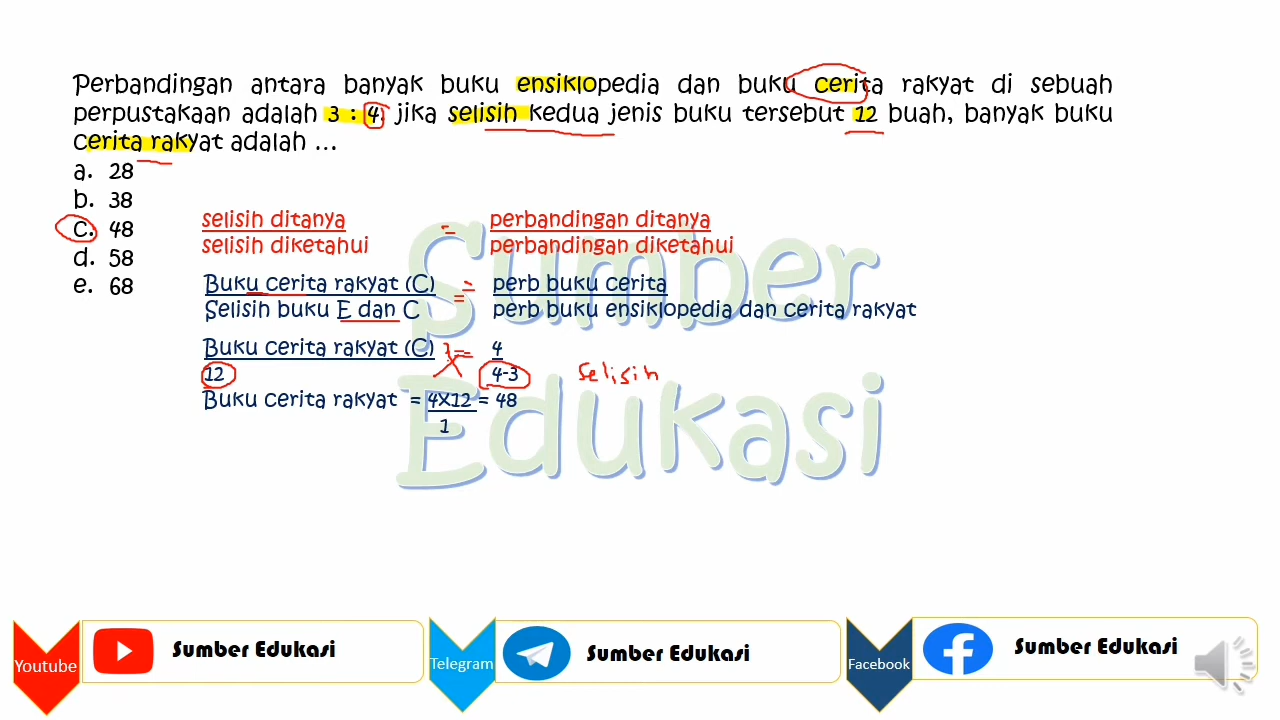 Perbandingan antara banyak buku ensiklopedia dan buku cerita rakyat di sebuah
perpustakaan adalah 3 : 4. jika selisih kedua jenis buku tersebut 12 buah, banyak buku
cerita rakyat adalah ...
a. 28
b. 38
c. 48
d. 58
e. 68
selisih ditanya = perbandingan ditanya
selisih diketahui perbandingan diketahui
Buku cerita rakyat (C) = perb buku cerita
Selisih buku E dan C = perb buku ensiklopedia dan cerita rakyat
Buku cerita rakyat (C) = 4
12 4-3 selisih
Buku cerita rakyat = 4X12 = 48
1
Sumber
Edukasi
Youtube Sumber Edukasi
Telegram Sumber Edukasi
Facebook Sumber Edukasi